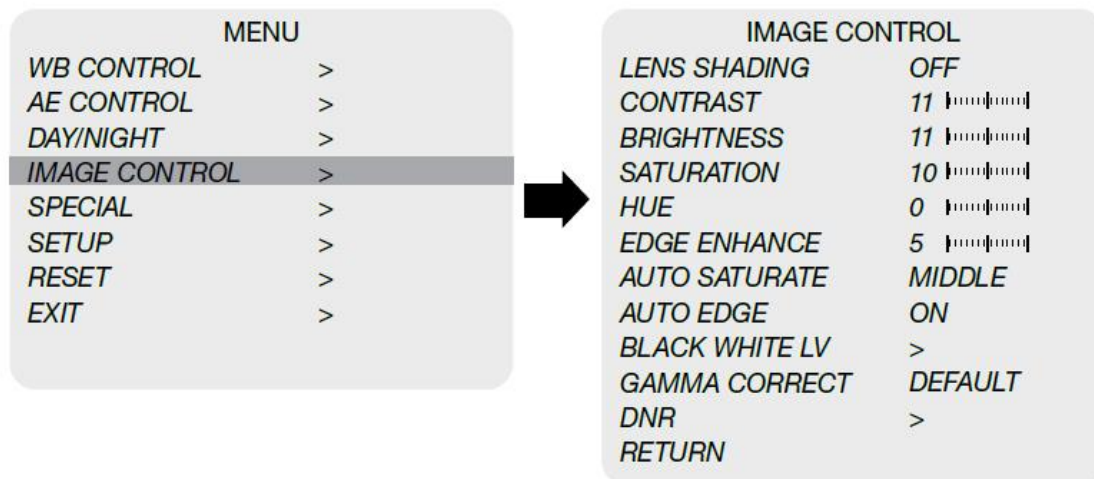 MENU
WB CONTROL >
AE CONTROL >
DAY/NIGHT >
IMAGE CONTROL >
SPECIAL >
SETUP >
RESET >
EXIT >
IMAGE CONTROL
LENS SHADING OFF
CONTRAST 11
BRIGHTNESS 11
SATURATION 10
HUE 0
EDGE ENHANCE 5
AUTO SATURATE MIDDLE
AUTO EDGE ON
BLACK WHITE LV >
GAMMA CORRECT DEFAULT
DNR >
RETURN